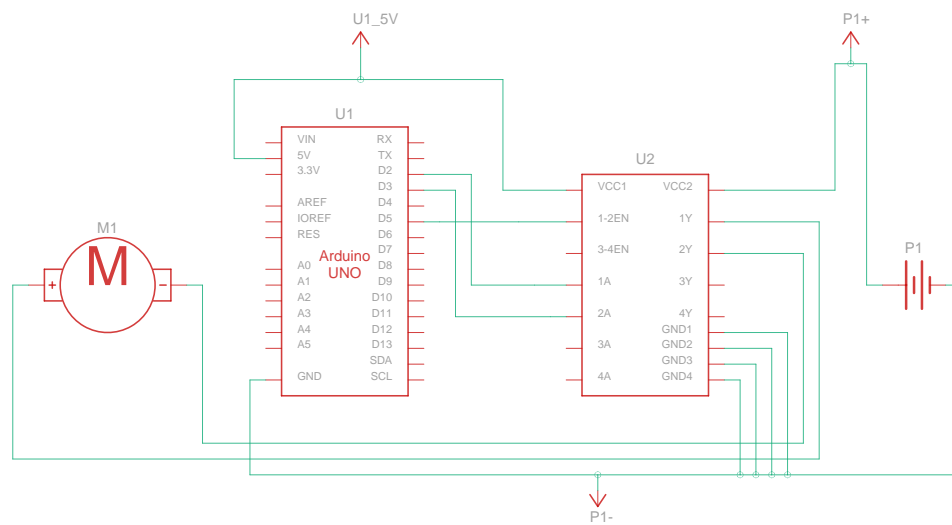 U1_5V
P1+
U1
VIN RX
5V TX
3.3V D2
D3
AREF D4
IOREF D5
RES D6
D7
Arduino
UNO
A0 D8
A1 D9
A2 D10
A3 D11
A4 D12
A5 D13
SDA
GND SCL
U2
VCC1 VCC2
1-2EN 1Y
3-4EN 2Y
1A 3Y
2A 4Y
GND1
3A GND2
GND3
4A GND4
M1
M
+ -
P1
P1-